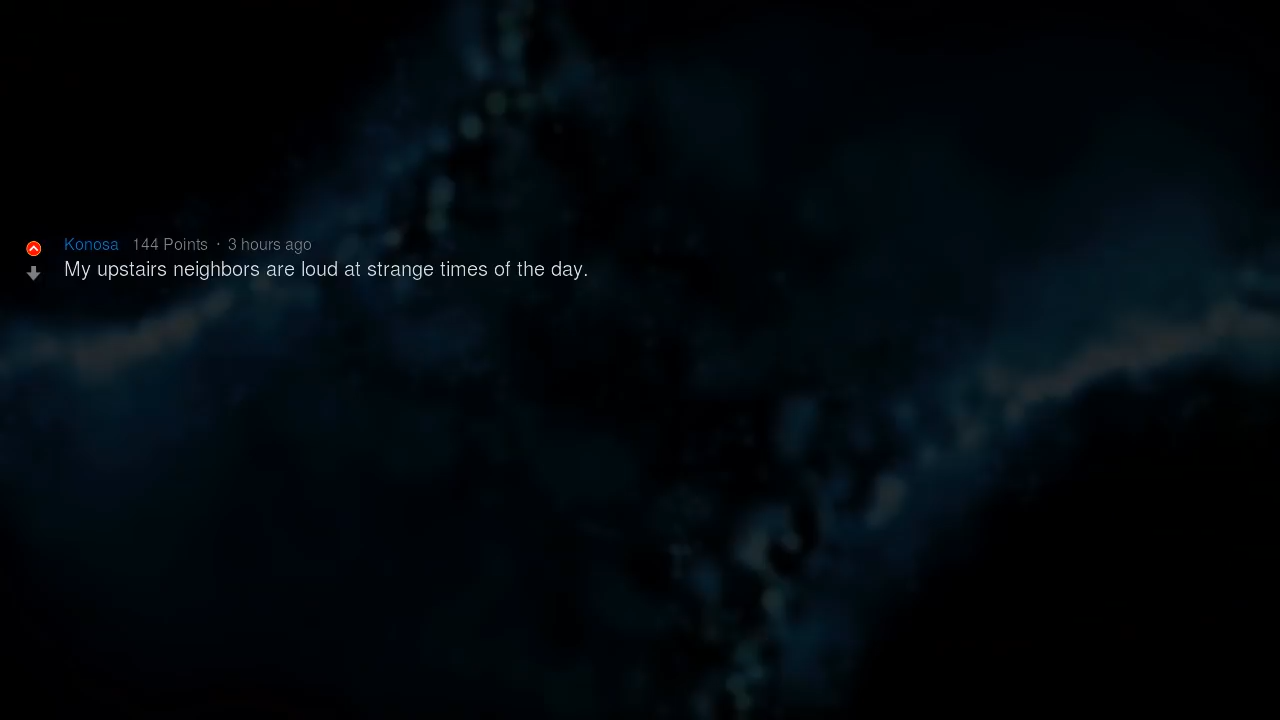 Konosa 144 Points · 3 hours ago
My upstairs neighbors are loud at strange times of the day.